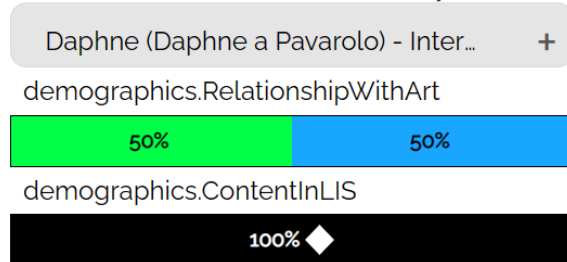 Daphne (Daphne a Pavarolo) - Inter... +
demographics.RelationshipWithArt
50% 50%
demographics.ContentInLIS
100%